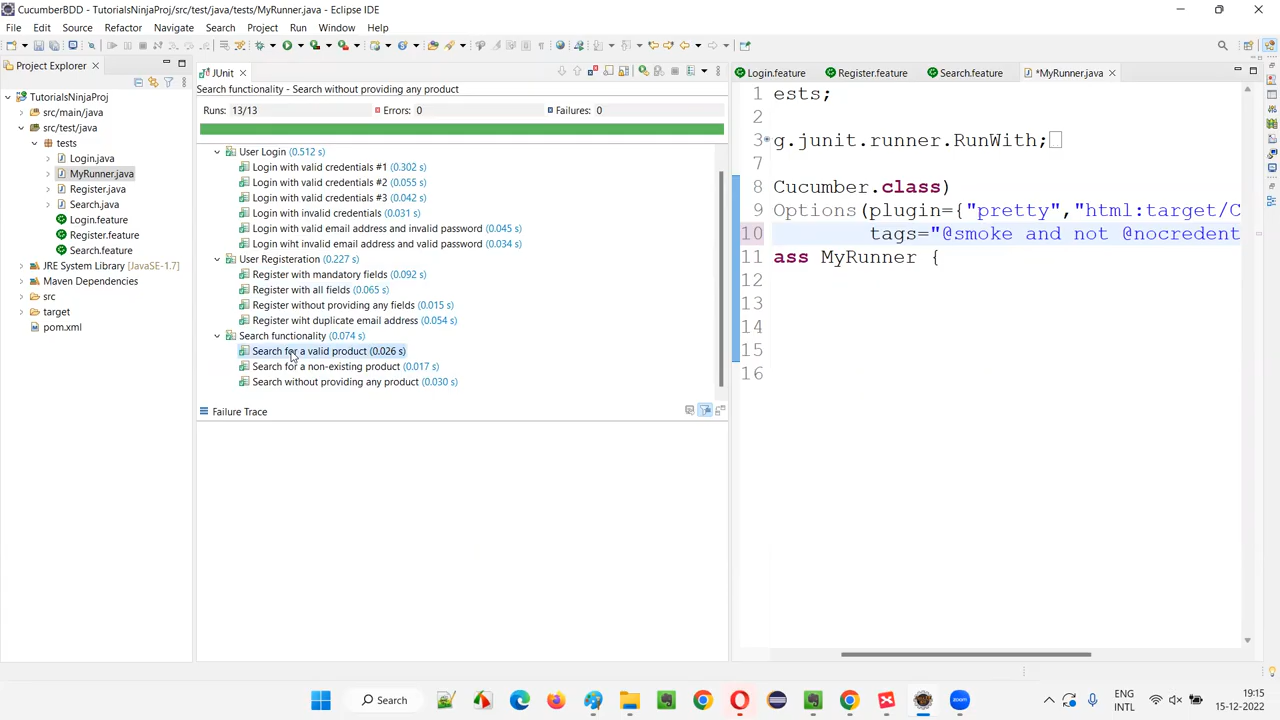 CucumberBDD - TutorialsNinjaProj/src/test/java/tests/MyRunner.java - Eclipse IDE
File Edit Source Refactor Navigate Search Project Run Window Help
Project Explorer
TutorialsNinjaProj
src/main/java
src/test/java
tests
Login.java
MyRunner.java
Register.java
Search.java
Login.feature
Register.feature
Search.feature
JRE System Library [JavaSE-1.7]
Maven Dependencies
src
target
pom.xml
JUnit
Search functionality - Search without providing any product
Runs: 13/13 Errors: 0 Failures: 0
User Login (0.512 s)
Login with valid credentials #1 (0.302 s)
Login with valid credentials #2 (0.055 s)
Login with valid credentials #3 (0.042 s)
Login with invalid credentials (0.031 s)
Login with valid email address and invalid password (0.045 s)
Login wiht invalid email address and valid password (0.034 s)
User Registeration (0.227 s)
Register with mandatory fields (0.092 s)
Register with all fields (0.065 s)
Register without providing any fields (0.015 s)
Register wiht duplicate email address (0.054 s)
Search functionality (0.074 s)
Search for a valid product (0.026 s)
Search for a non-existing product (0.017 s)
Search without providing any product (0.030 s)
Failure Trace
Login.feature Register.feature Search.feature *MyRunner.java
1 ests;
2
3 g.junit.runner.RunWith;
7
8 Cucumber.class)
9 Options(plugin={"pretty","html:target/C
10 tags="@smoke and not @nocredent
11 ass MyRunner {
12
13
14
15
16
Search
ENG
INTL
19:15
15-12-2022